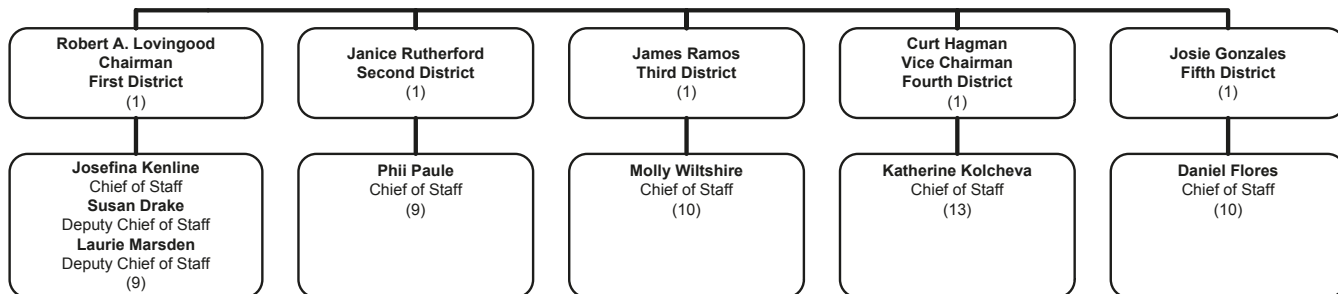 Robert A. Lovingood
Chairman
First District
(1)
Janice Rutherford
Second District
(1)
James Ramos
Third District
(1)
Curt Hagman
Vice Chairman
Fourth District
(1)
Josie Gonzales
Fifth District
(1)
Josefina Kenline
Chief of Staff
Susan Drake
Deputy Chief of Staff
Laurie Marsden
Deputy Chief of Staff
(9)
Phii Paule
Chief of Staff
(9)
Molly Wiltshire
Chief of Staff
(10)
Katherine Kolcheva
Chief of Staff
(13)
Daniel Flores
Chief of Staff
(10)